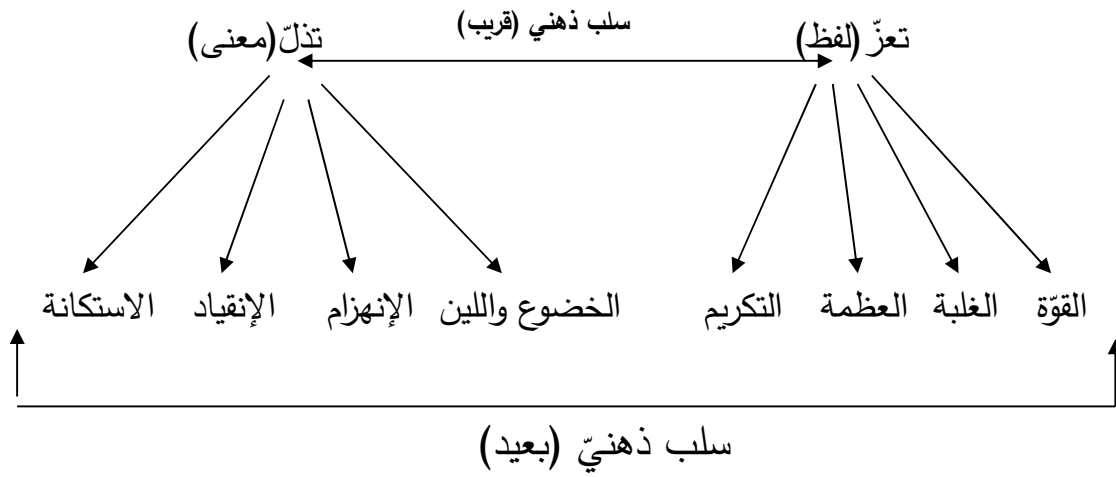 سلب ذهني (قريب)
تعزّ (لفظ) تذلّ (معنى)
القوّة الغلبة العظمة التكريم الخضوع واللين الإنهزام الإنقياد الاستكانة
سلب ذهنيّ (بعيد)